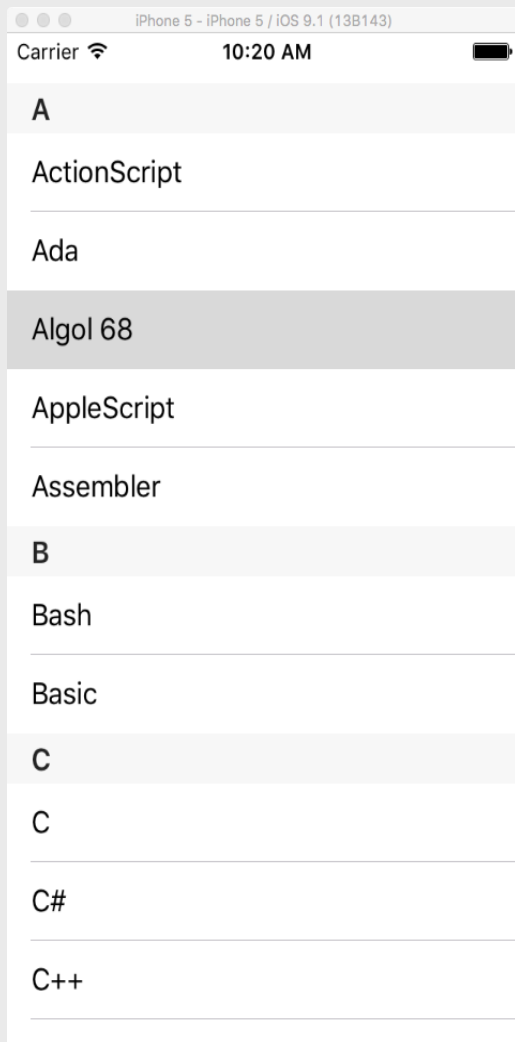 iPhone 5 - iPhone 5 / iOS 9.1 (13B143)
Carrier 10:20 AM
A
ActionScript
Ada
Algol 68
AppleScript
Assembler
B
Bash
Basic
C
C
C#
C++